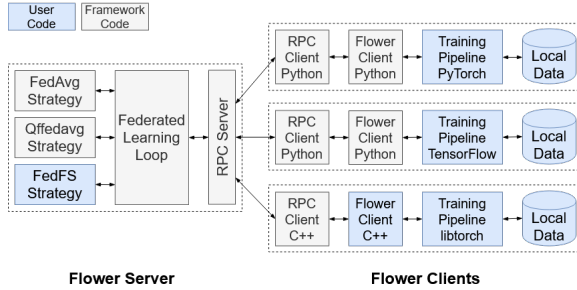 User
Code
Framework
Code
FedAvg
Strategy
Qffedavg
Strategy
FedFS
Strategy
Federated
Learning
Loop
RPC Server
RPC
Client
Python
Flower
Client
Python
Training
Pipeline
PyTorch
Local
Data
RPC
Client
Python
Flower
Client
Python
Training
Pipeline
TensorFlow
Local
Data
RPC
Client
C++
Flower
Client
C++
Training
Pipeline
libtorch
Local
Data
Flower Server
Flower Clients